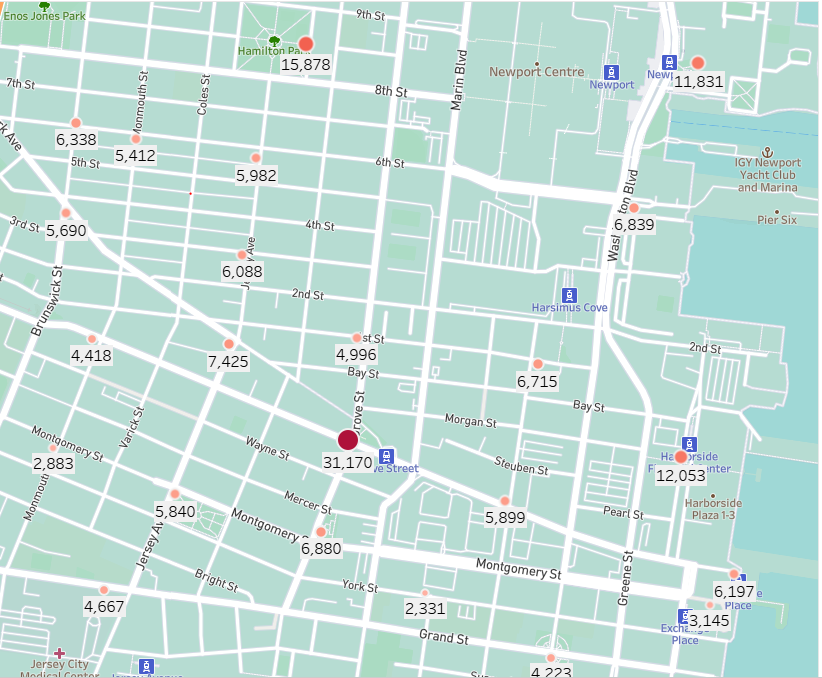 Enos Jones Park
9th St
Hamilton Park
15,878
Newport Centre
Newport
11,831
7th St
Monmouth St
Coles St
8th St
Marin Blvd
6,338
5,412
5th St
5,982
6th St
IGY Newport
Yacht Club
and Marina
Pier Six
3rd St
5,690
4th St
6,839
6,088
2nd St
Harsimus Cove
Brunswick St
4,418
7,425
4,996
Bay St
6,715
2nd St
Bay St
Varick St
Morgan St
Montgomery St
2,883
Wayne St
31,170
Steuben St
12,053
Harborside
Plaza 1-3
Mercer St
5,840
5,899
Pearl St
Montgomery
6,880
Jersey Av
Bright St
York St
Montgomery St
Greene St
4,667
2,331
6,197
Place
3,145
Exchange
Place
Grand St
4,223
Jersey City
Medical Center